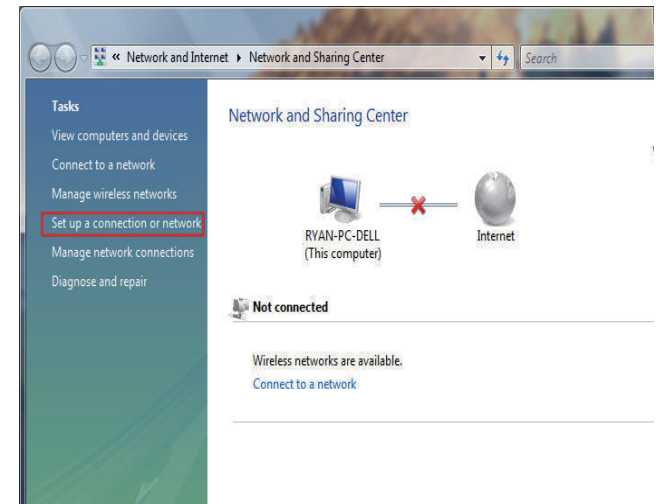 « Network and Internet ▸ Network and Sharing Center
Search
Tasks
View computers and devices
Connect to a network
Manage wireless networks
Set up a connection or network
Manage network connections
Diagnose and repair
Network and Sharing Center
RYAN-PC-DELL
(This computer)
Internet
Not connected
Wireless networks are available.
Connect to a network